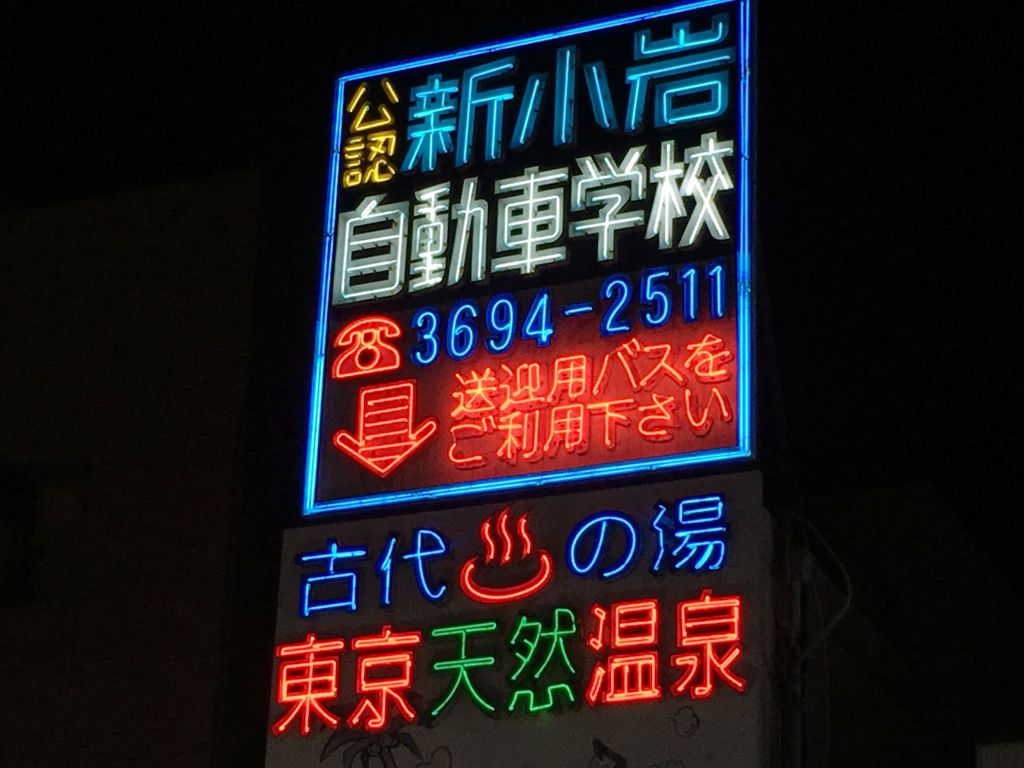 公認 新小岩
自動車学校
3694-2511
送迎用バスを
ご利用下さい
古代♨の湯
東京天然温泉